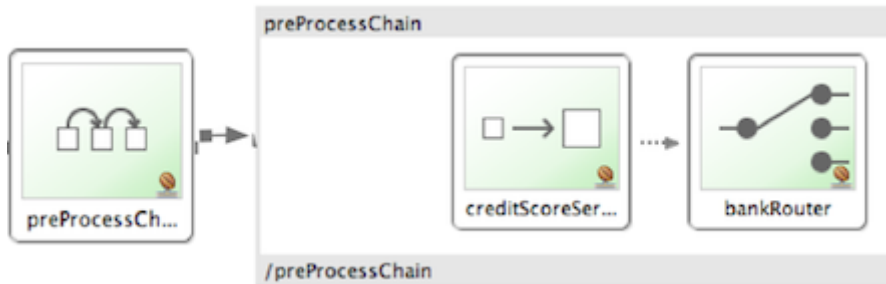 preProcessChain
preProcessCh...
creditScoreSer...
bankRouter
/preProcessChain